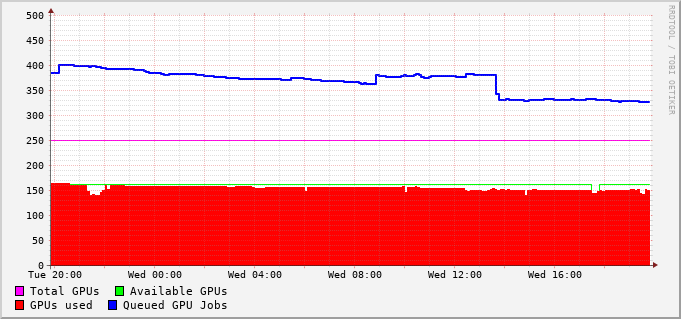 500
450
400
350
300
250
200
150
100
50
0
Tue 20:00 Wed 00:00 Wed 04:00 Wed 08:00 Wed 12:00 Wed 16:00
Total GPUs Available GPUs
GPUs used Queued GPU Jobs
RRDTOOL / TOBI OETIKER